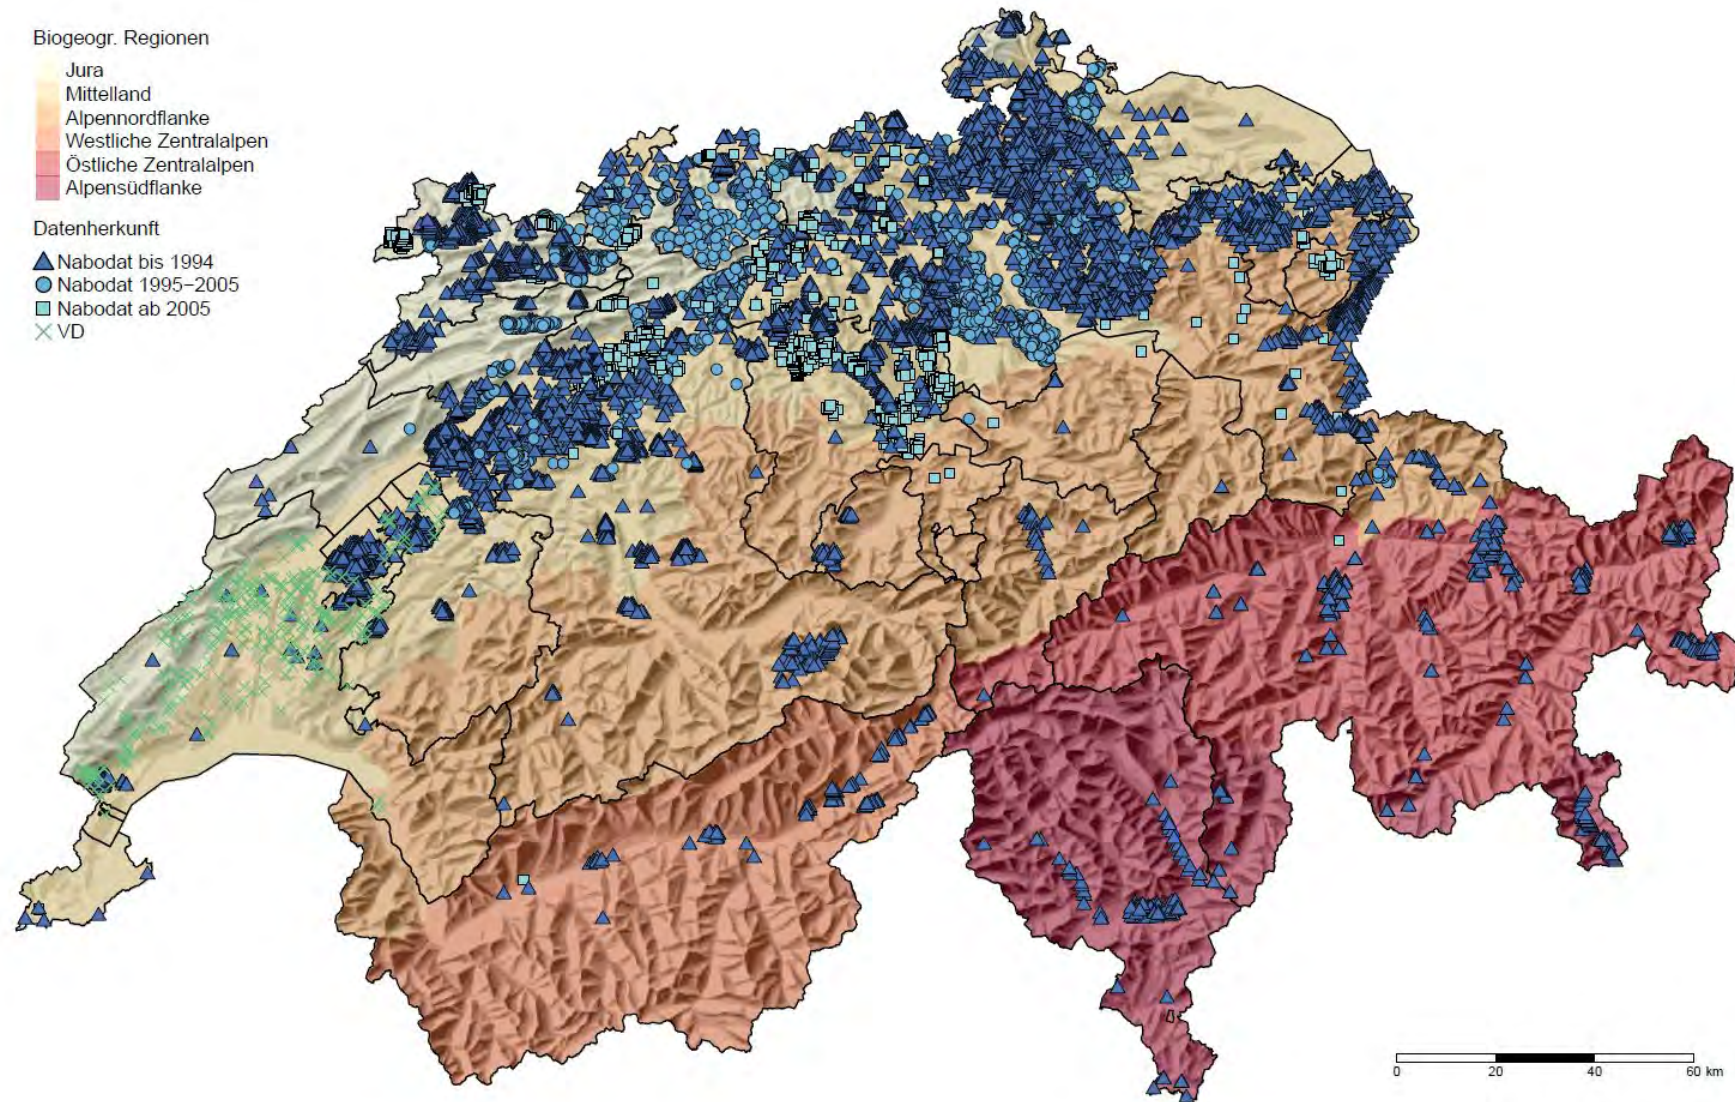 Biogeogr. Regionen
Jura
Mittelland
Alpennordflanke
Westliche Zentralalpen
Östliche Zentralalpen
Alpensüdflanke
Datenherkunft
Nabodat bis 1994
Nabodat 1995−2005
Nabodat ab 2005
VD
0 20 40 60 km